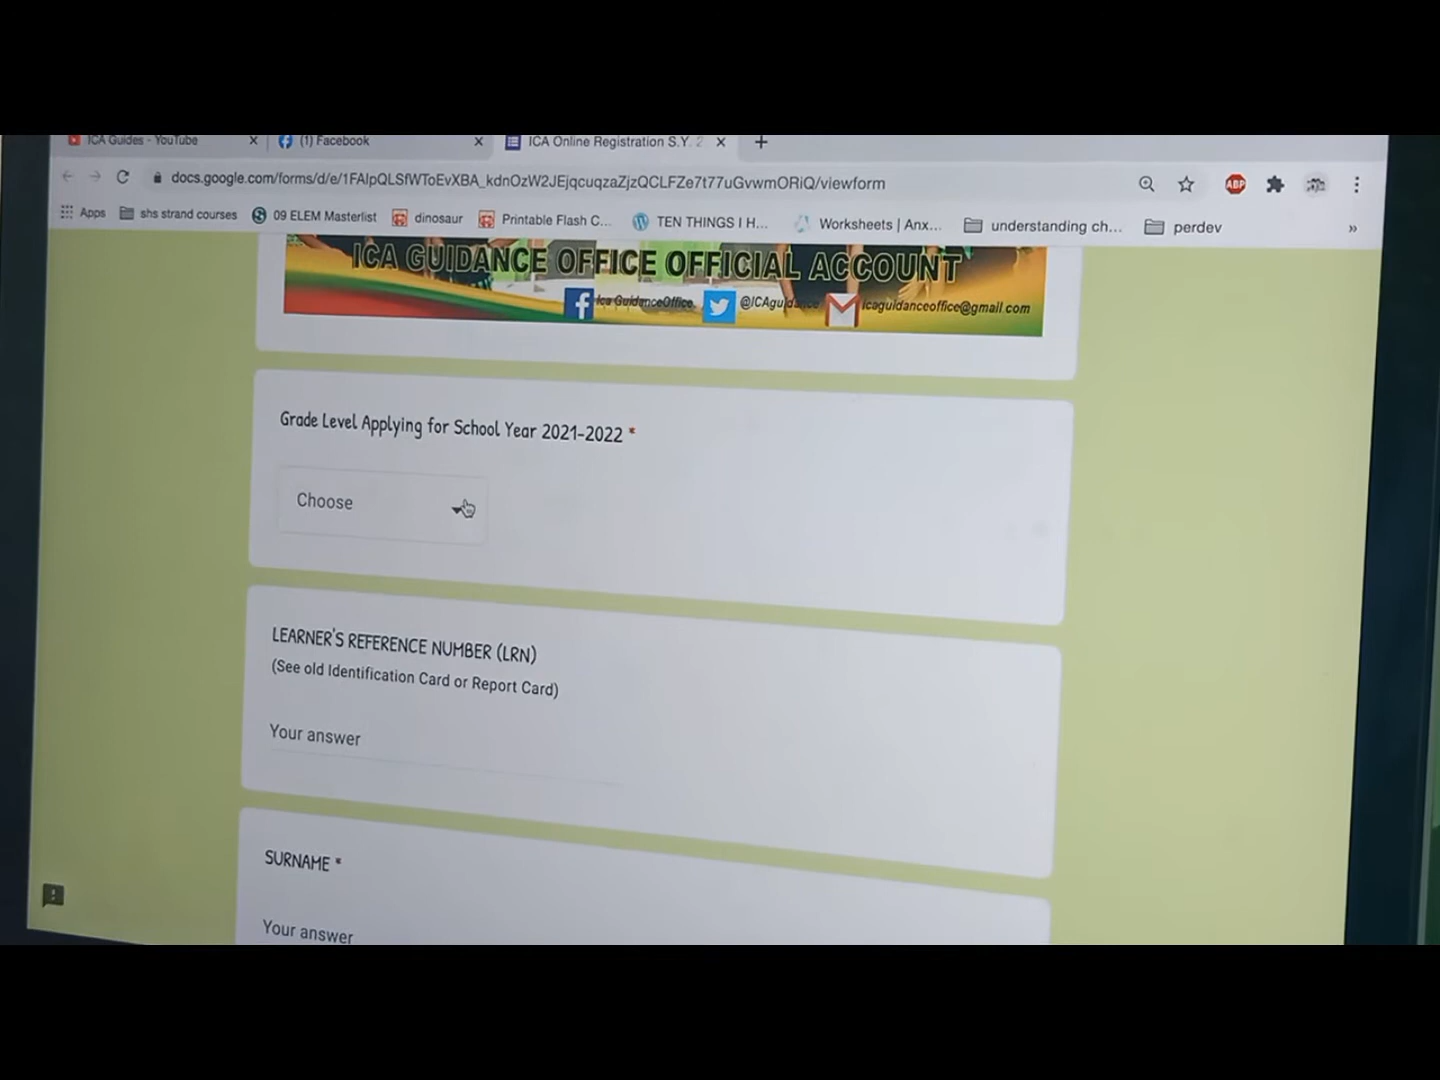 ICA Guides - YouTube
(1) Facebook
ICA Online Registration S.Y. 2
docs.google.com/forms/d/e/1FAIpQLSfWToEvXBA_kdnOzW2JEjqcuqzaZjzQCLFZe7t77uGvwmORiQ/viewform
ABP
Apps
shs strand courses
09 ELEM Masterlist
dinosaur
Printable Flash C...
TEN THINGS I H...
Worksheets | Anx...
understanding ch...
perdev
»
ICA GUIDANCE OFFICE OFFICIAL ACCOUNT
Ica GuidanceOffice
@ICAguidance
icaguidanceoffice@gmail.com
Grade Level Applying for School Year 2021-2022 *
Choose
LEARNER'S REFERENCE NUMBER (LRN)
(See old Identification Card or Report Card)
Your answer
SURNAME *
Your answer